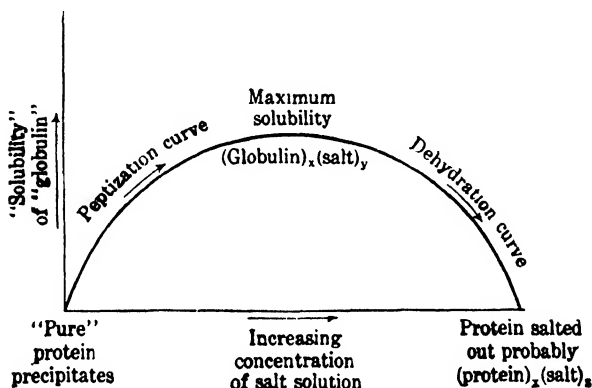 Maximum
solubility
(Globulin)ₓ(salt)ᵧ
Peptization curve
Dehydration curve
"Solubility"
of "globulin"
"Pure"
protein
precipitates
Increasing
concentration
of salt solution
Protein salted
out probably
(protein)z(salt)s